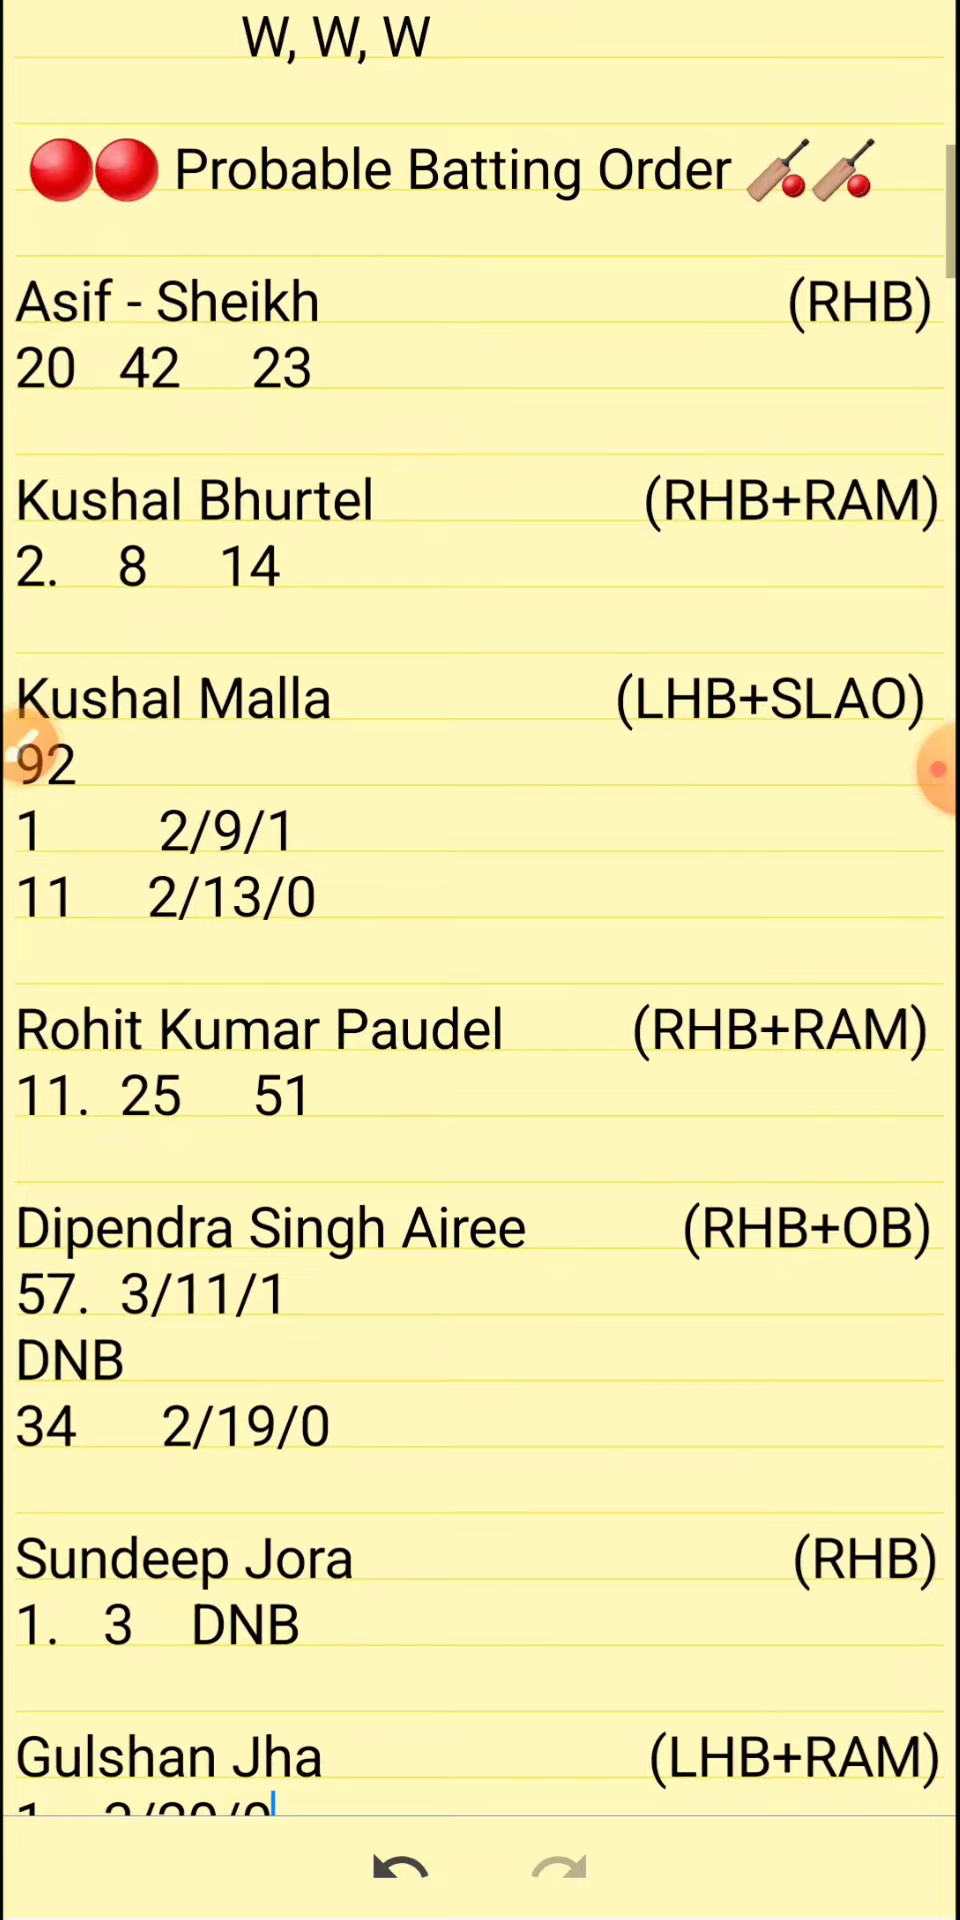 W, W, W
Probable Batting Order
Asif - Sheikh (RHB)
20 42 23
Kushal Bhurtel (RHB+RAM)
2. 8 14
Kushal Malla (LHB+SLAO)
92
1 2/9/1
11 2/13/0
Rohit Kumar Paudel (RHB+RAM)
11. 25 51
Dipendra Singh Airee (RHB+OB)
57. 3/11/1
DNB
34 2/19/0
Sundeep Jora (RHB)
1. 3 DNB
Gulshan Jha (LHB+RAM)